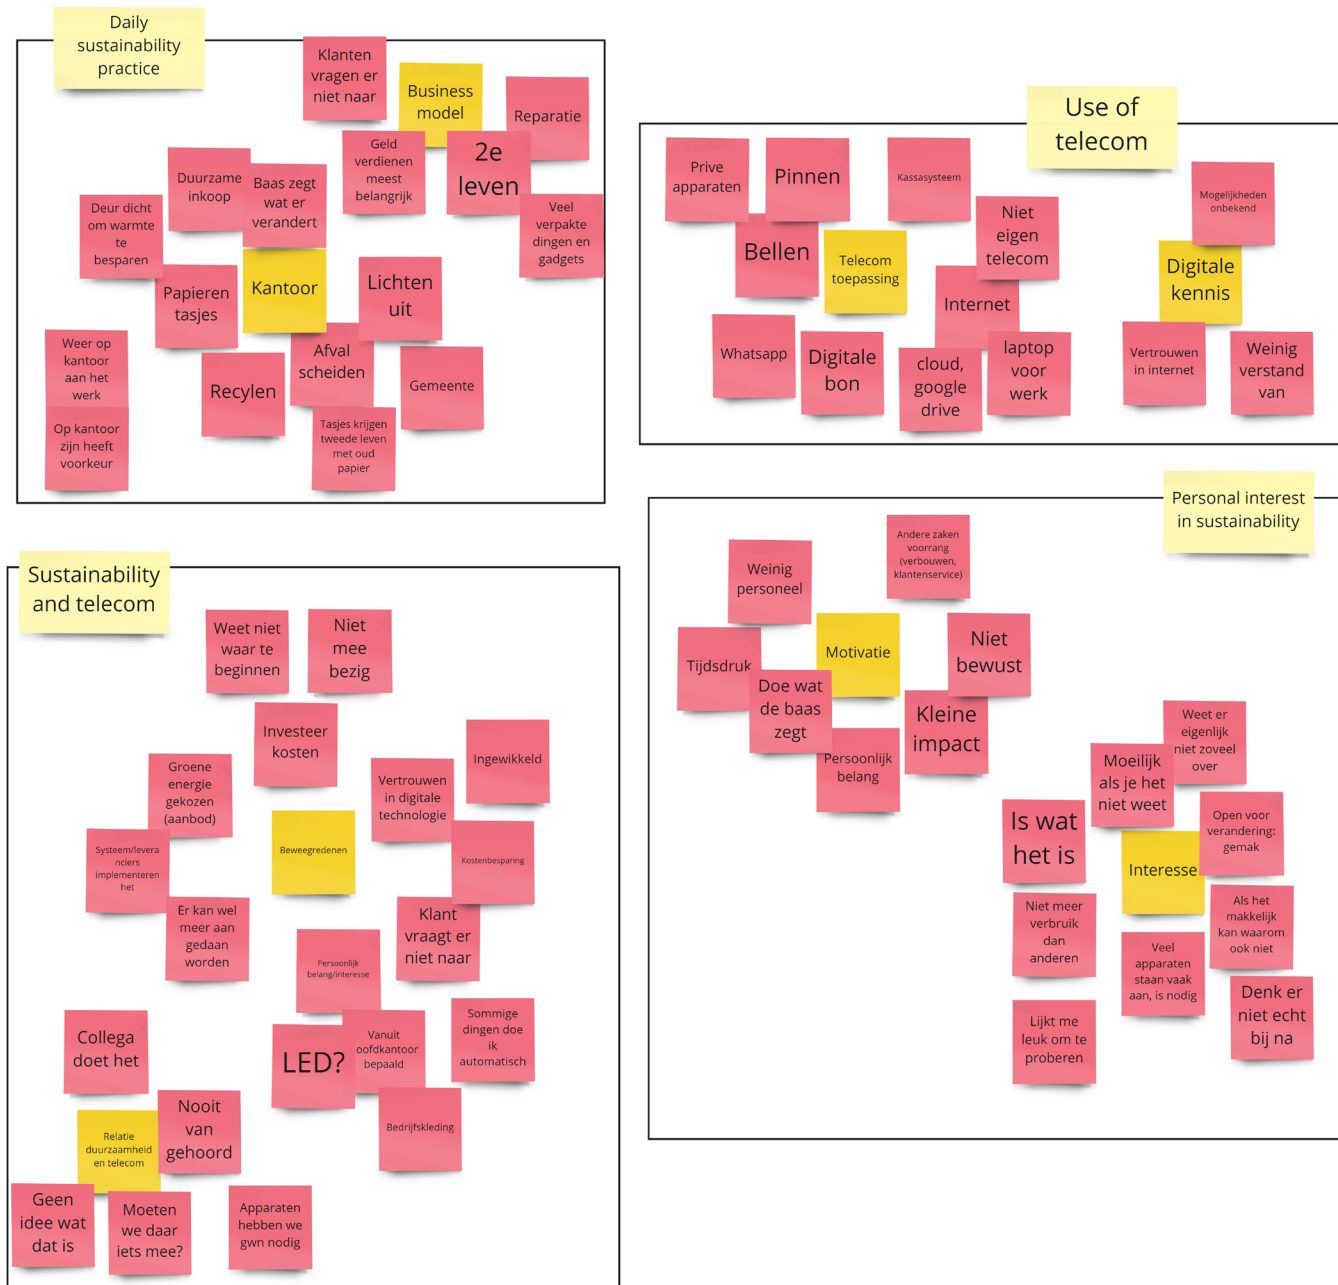 Daily
sustainability
practice
Klanten
vragen er
niet naar
Business
model
Reparatie
Geld
verdienen
meest
belangrijk
2e
leven
Duurzame
inkoop
Baas zegt
wat er
verandert
Deur dicht
om warmte
te
besparen
Veel
verpakte
dingen en
gadgets
Papieren
tasjes
Kantoor
Lichten
uit
Weer op
kantoor
aan het
werk
Recylen
Afval
scheiden
Gemeente
Op kantoor
zijn heeft
voorkeur
Tasjes krijgen
tweede leven
met oud
papier
Use of
telecom
Prive
apparaten
Pinnen
Kassasysteem
Mogelijkheden
onbekend
Niet
eigen
telecom
Bellen
Telecom
toepassing
Digitale
kennis
Internet
Whatsapp
Digitale
bon
cloud,
google
drive
laptop
voor
werk
Vertrouwen
in internet
Weinig
verstand
van
Personal interest
in sustainability
Andere zaken
voorrang
(verbouwen,
klantenservice)
Weinig
personeel
Motivatie
Niet
bewust
Tijdsdruk
Doe wat
de baas
zegt
Kleine
impact
Persoonlijk
belang
Weet er
eigenlijk
niet zoveel
over
Moeilijk
als je het
niet weet
Is wat
het is
Open voor
verandering:
gemak
Interesse
Niet meer
verbruik
dan
anderen
Als het
makkelijk
kan waarom
ook niet
Veel
apparaten
staan vaak
aan, is nodig
Denk er
niet echt
bij na
Lijkt me
leuk om te
proberen
Sustainability
and telecom
Weet niet
waar te
beginnen
Niet
mee
bezig
Investeer
kosten
Ingewikkeld
Groene
energie
gekozen
(aanbod)
Vertrouwen
in digitale
technologie
Beweegredenen
Systeem/levera
nciers
implementeren
het
Kostenbesparing
Er kan wel
meer aan
gedaan
worden
Klant
vraagt er
niet naar
Persoonlijk
belang/interesse
Collega
doet het
LED?
Vanuit
oofdkantoor
bepaald
Sommige
dingen doe
ik
automatisch
Nooit
van
gehoord
Bedrijfskleding
Relatie
duurzaamheid
en telecom
Geen
idee wat
dat is
Moeten
we daar
iets mee?
Apparaten
hebben we
gwn nodig